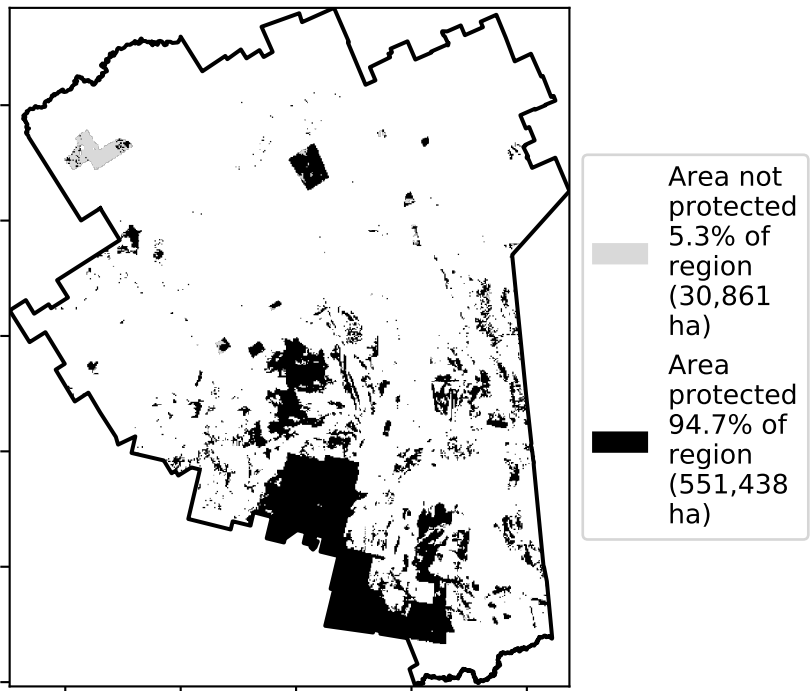 Area not
protected
5.3% of
region
(30,861
ha)
Area
protected
94.7% of
region
(551,438
ha)